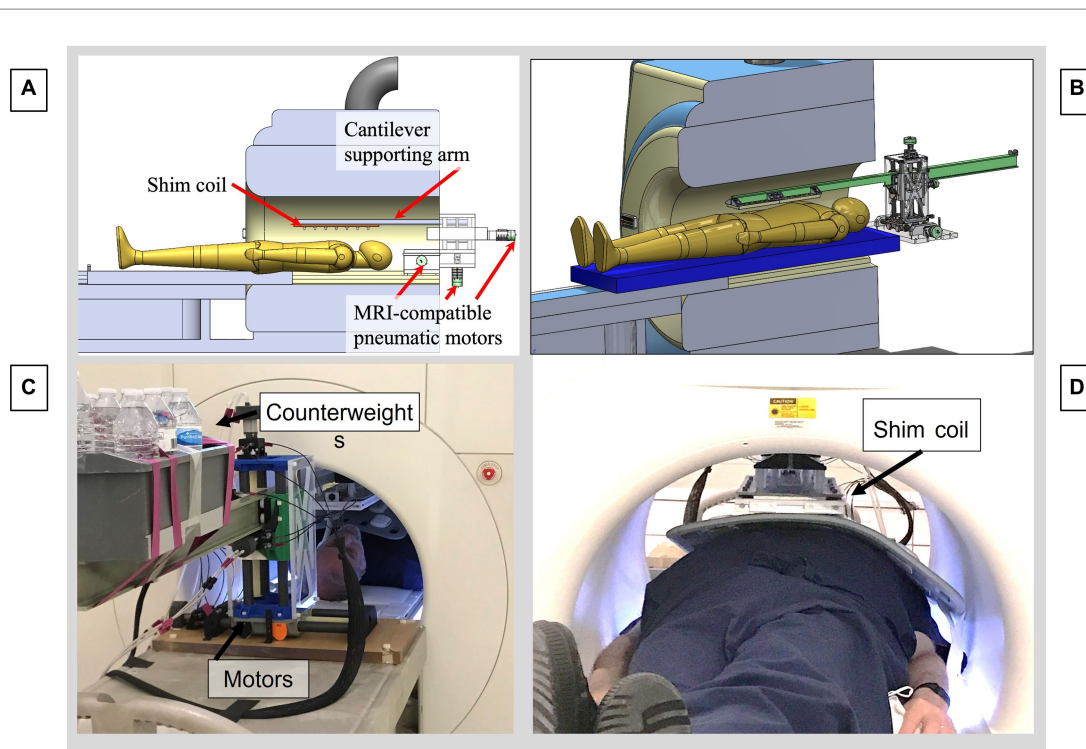 A
B
Cantilever
supporting arm
Shim coil
MRI-compatible
pneumatic motors
C
D
Counterweight
s
Motors
CAUTION
Shim coil